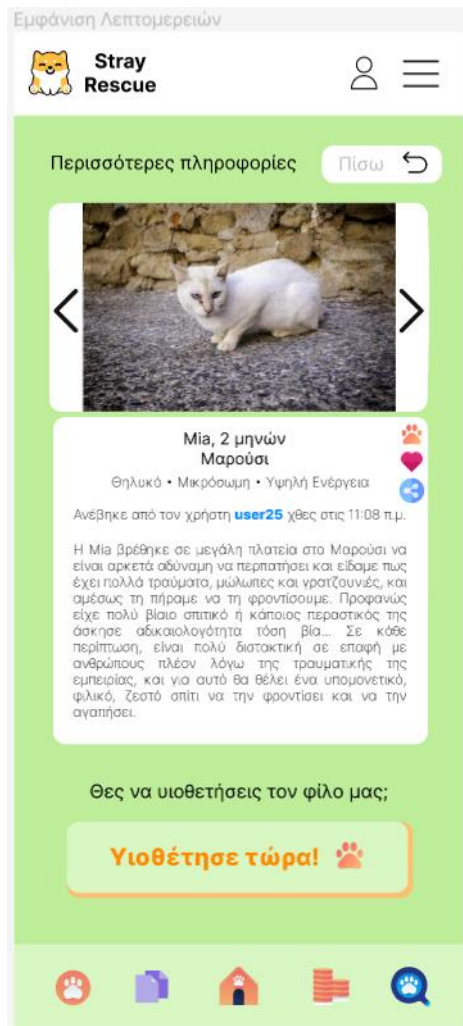 Εμφάνιση Λεπτομερειών
Stray
Rescue
Περισσότερες πληροφορίες
Πίσω
Mia, 2 μηνών
Μαρούσι
Θηλυκό • Μικρόσωμη • Υψηλή Ενέργεια
Ανέβηκε από τον χρήστη user25 χθες στις 11:08 π.μ.
Η Mia βρέθηκε σε μεγάλη πλατεία στο Μαρούσι να
είναι αρκετά αδύναμη να περπατήσει και είδαμε πως
έχει πολλά τραύματα, μώλωπες και γρατζουνιές, και
αμέσως τη πήραμε να τη φροντίσουμε. Προφανώς
είχε πολύ βίαιο σπιτικό ή κάποιος περαστικός της
άσκησε αδικαιολογότητα τόση βία... Σε κάθε
περίπτωση, είναι πολύ διστακτική σε επαφή με
ανθρώπους πλέον λόγω της τραυματικής της
εμπειρίας, και για αυτό θα θέλει ένα υπομονετικό,
φιλικό, ζεστό σπίτι να την φροντίσει και να την
αγαπήσει.
Θες να υιοθετήσεις τον φίλο μας;
Υιοθέτησε τώρα!